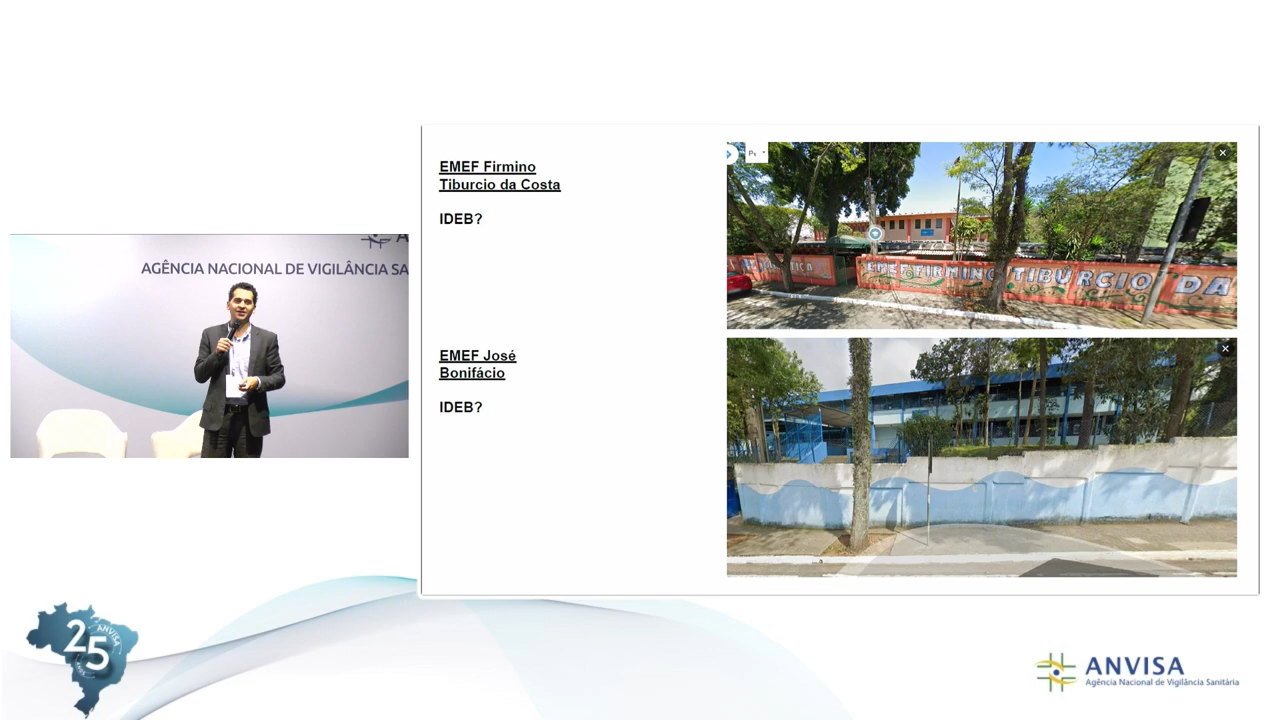 AGÊNCIA NACIONAL DE VIGILÂNCIA SA
EMEF Firmino
Tiburcio da Costa
IDEB?
EMEF FIRMINO TIBURCIO DA
EMEF José
Bonifácio
IDEB?
25
ANVISA
ANVISA
Agência Nacional de Vigilância Sanitária